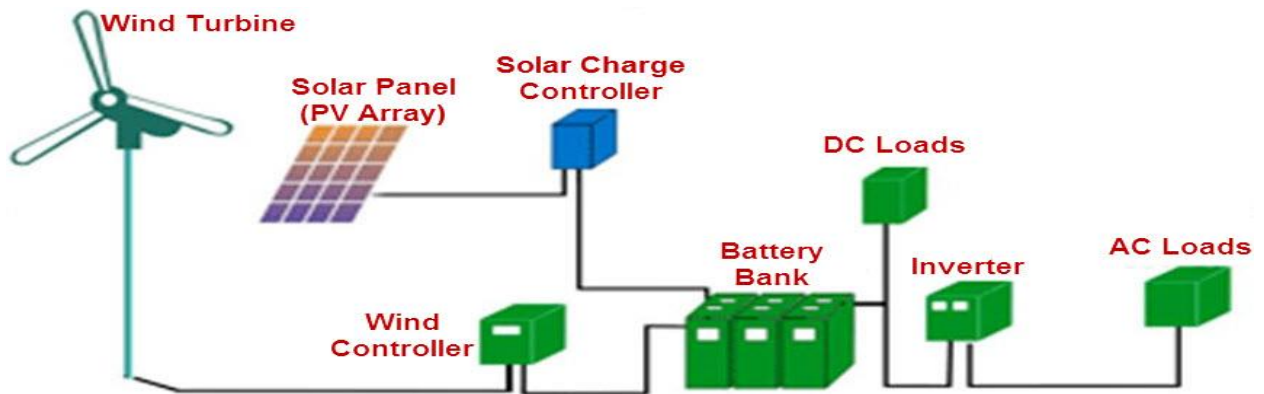 Wind Turbine
Solar Panel
(PV Array)
Solar Charge
Controller
DC Loads
Battery
Bank
Inverter
AC Loads
Wind
Controller